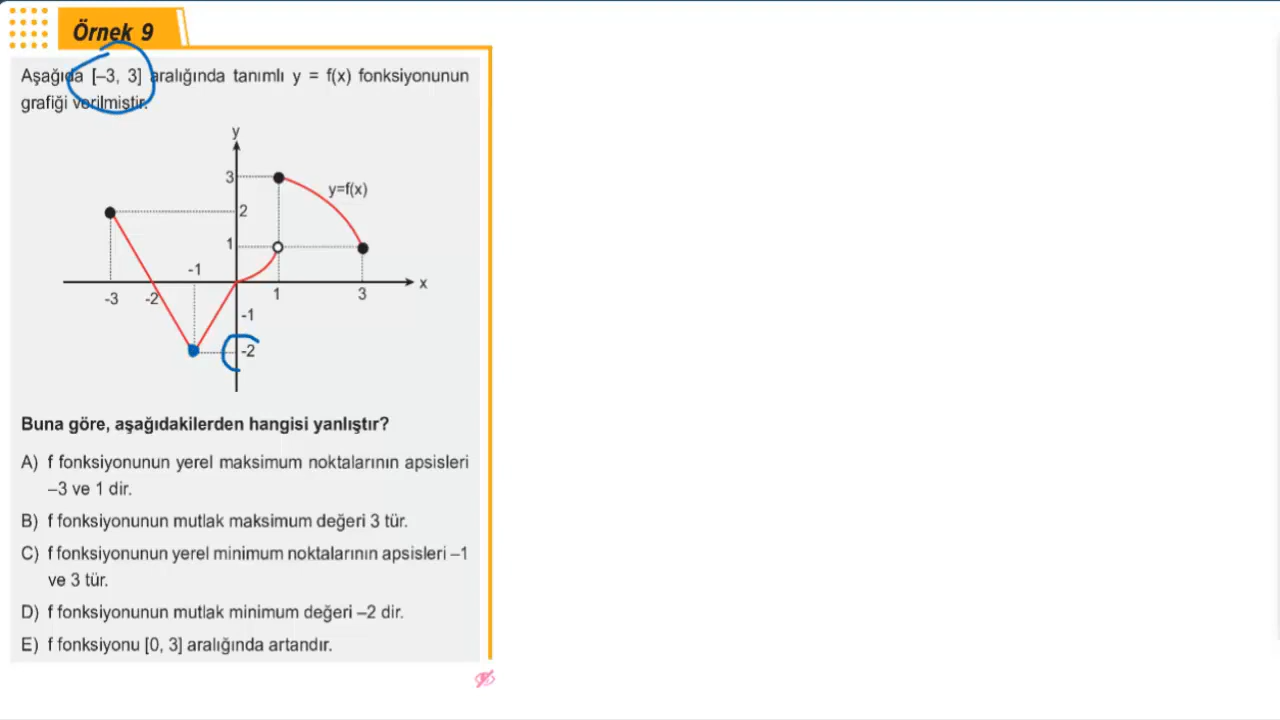 Örnek 9
Aşağıda [–3, 3] aralığında tanımlı y = f(x) fonksiyonunun
grafiği verilmiştir.
y
3
y=f(x)
2
1
-1
x
-3
-2
1
3
-1
-2
Buna göre, aşağıdakilerden hangisi yanlıştır?
A) f fonksiyonunun yerel maksimum noktalarının apsisleri
–3 ve 1 dir.
B) f fonksiyonunun mutlak maksimum değeri 3 tür.
C) f fonksiyonunun yerel minimum noktalarının apsisleri –1
ve 3 tür.
D) f fonksiyonunun mutlak minimum değeri –2 dir.
E) f fonksiyonu [0, 3] aralığında artandır.